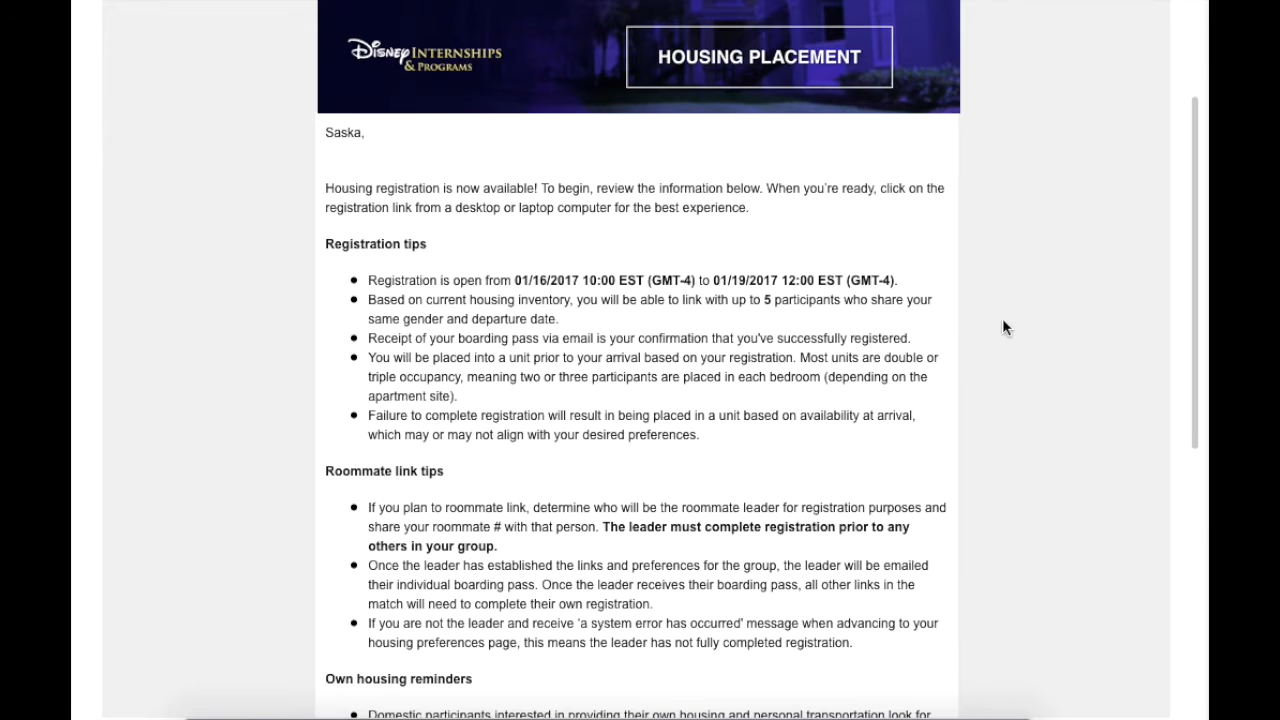 Disney INTERNSHIPS
& PROGRAMS
HOUSING PLACEMENT
Saska,
Housing registration is now available! To begin, review the information below. When you're ready, click on the
registration link from a desktop or laptop computer for the best experience.
Registration tips
● Registration is open from 01/16/2017 10:00 EST (GMT-4) to 01/19/2017 12:00 EST (GMT-4).
● Based on current housing inventory, you will be able to link with up to 5 participants who share your
same gender and departure date.
● Receipt of your boarding pass via email is your confirmation that you've successfully registered.
● You will be placed into a unit prior to your arrival based on your registration. Most units are double or
triple occupancy, meaning two or three participants are placed in each bedroom (depending on the
apartment site).
● Failure to complete registration will result in being placed in a unit based on availability at arrival,
which may or may not align with your desired preferences.
Roommate link tips
● If you plan to roommate link, determine who will be the roommate leader for registration purposes and
share your roommate # with that person. The leader must complete registration prior to any
others in your group.
● Once the leader has established the links and preferences for the group, the leader will be emailed
their individual boarding pass. Once the leader receives their boarding pass, all other links in the
match will need to complete their own registration.
● If you are not the leader and receive 'a system error has occurred' message when advancing to your
housing preferences page, this means the leader has not fully completed registration.
Own housing reminders
● Domestic participants interested in providing their own housing and personal transportation look for